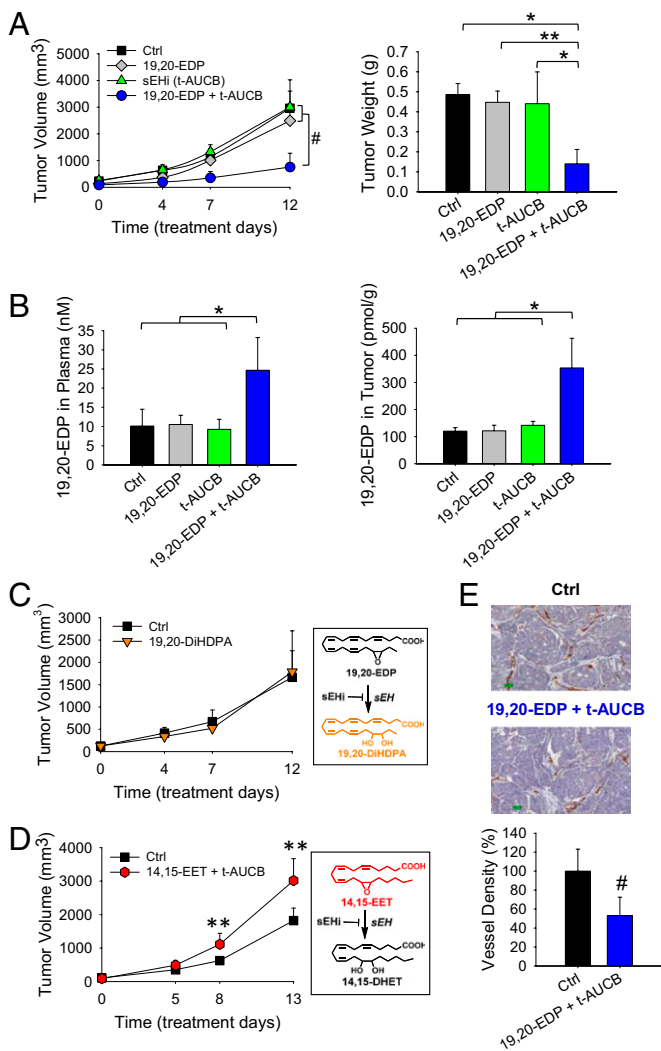 A
Tumor Volume (mm3)
5000
4000
3000
2000
1000
0
Ctrl
19,20-EDP
sEHi (t-AUCB)
19,20-EDP + t-AUCB
#
0 4 7 12
Time (treatment days)
Tumor Weight (g)
0.7
0.6
0.5
0.4
0.3
0.2
0.1
0.0
*
**
*
Ctrl
19,20-EDP
t-AUCB
19,20-EDP + t-AUCB
B
19,20-EDP in Plasma (nM)
35
30
25
20
15
10
5
0
*
Ctrl
19,20-EDP
t-AUCB
19,20-EDP + t-AUCB
19,20-EDP in Tumor (pmol/g)
500
400
300
200
100
0
*
Ctrl
19,20-EDP
t-AUCB
19,20-EDP + t-AUCB
C
Tumor Volume (mm3)
3000
2500
2000
1500
1000
500
0
Ctrl
19,20-DiHDPA
0 4 7 12
Time (treatment days)
COOH
O
19,20-EDP
sEHi
sEH
COOH
HO OH
19,20-DiHDPA
D
Tumor Volume (mm3)
4000
3000
2000
1000
0
Ctrl
14,15-EET + t-AUCB
**
**
0 5 8 13
Time (treatment days)
COOH
O
14,15-EET
sEHi
sEH
COOH
HO OH
14,15-DHET
E
Ctrl
19,20-EDP + t-AUCB
Vessel Density (%)
140
120
100
80
60
40
20
0
#
Ctrl
19,20-EDP + t-AUCB